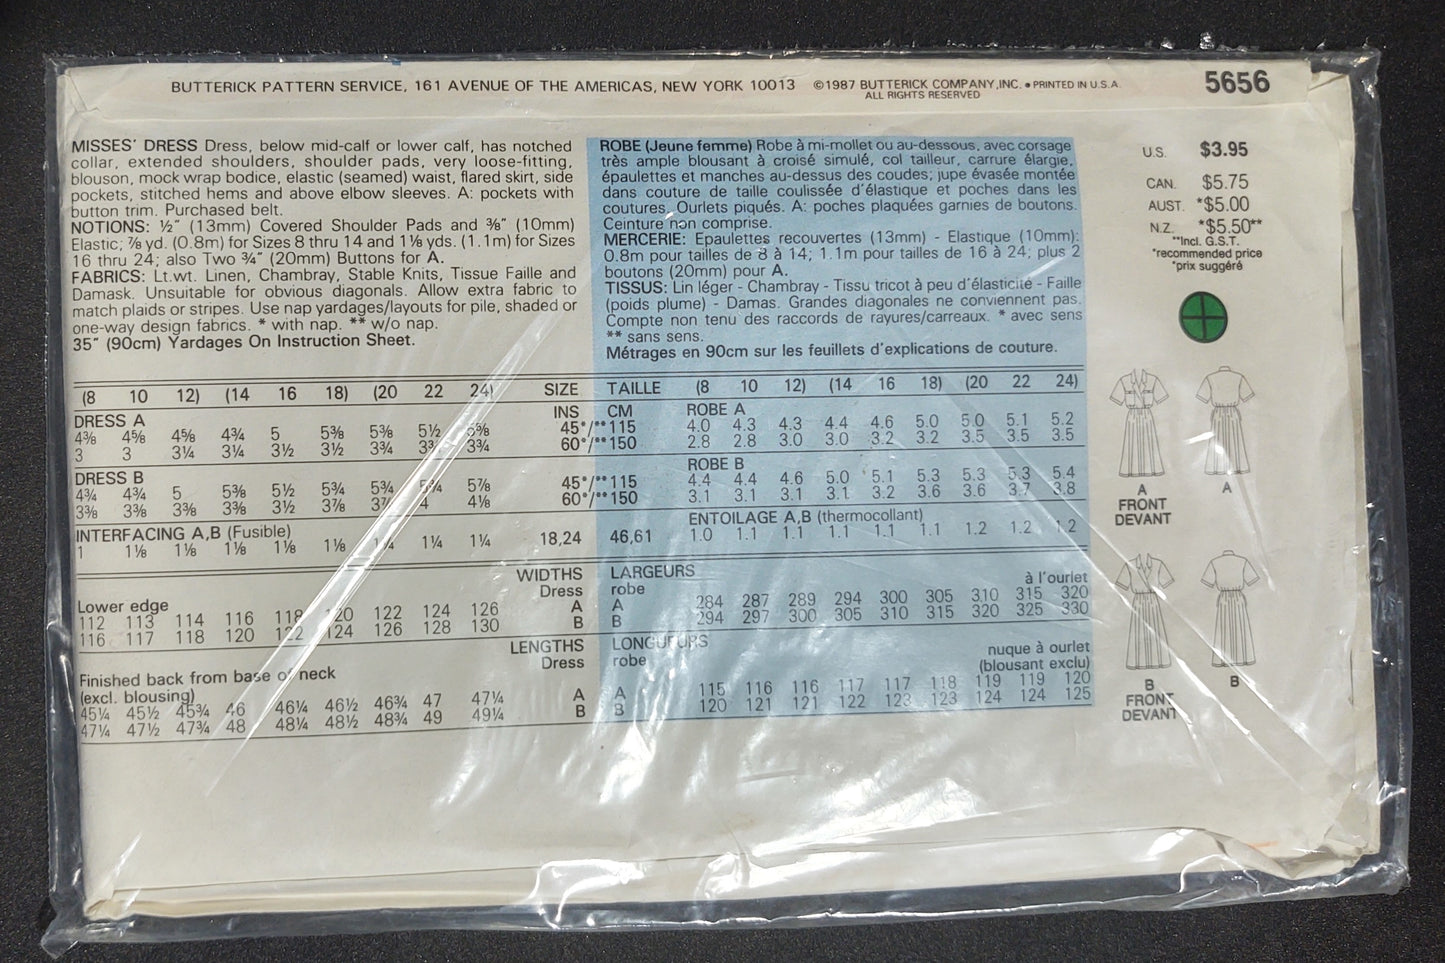 BUTTERICK PATTERN SERVICE, 161 AVENUE OF THE AMERICAS, NEW YORK 10013 ©1987 BUTTERICK COMPANY, INC. • PRINTED IN U.S.A.
ALL RIGHTS RESERVED
5656
MISSES' DRESS Dress, below mid-calf or lower calf, has notched
collar, extended shoulders, shoulder pads, very loose-fitting,
blouson, mock wrap bodice, elastic (seamed) waist, flared skirt, side
pockets, stitched hems and above elbow sleeves. A: pockets with
button trim. Purchased belt.
NOTIONS: ½" (13mm) Covered Shoulder Pads and ⅜" (10mm)
Elastic; ⅞ yd. (0.8m) for Sizes 8 thru 14 and 1⅛ yds. (1.1m) for Sizes
16 thru 24; also Two ¾" (20mm) Buttons for A.
FABRICS: Lt.wt. Linen, Chambray, Stable Knits, Tissue Faille and
Damask. Unsuitable for obvious diagonals. Allow extra fabric to
match plaids or stripes. Use nap yardages/layouts for pile, shaded or
one-way design fabrics. * with nap. ** w/o nap.
35" (90cm) Yardages On Instruction Sheet.
ROBE (Jeune femme) Robe à mi-mollet ou au-dessous, avec corsage
très ample blousant à croisé simulé, col tailleur, carrure élargie,
épaulettes et manches au-dessus des coudes; jupe évasée montée
dans couture de taille coulissée d'élastique et poches dans les
coutures. Ourlets piqués. A: poches plaquées garnies de boutons.
Ceinture non comprise.
MERCERIE: Epaulettes recouvertes (13mm) - Elastique (10mm):
0.8m pour tailles de 8 à 14; 1.1m pour tailles de 16 à 24; plus 2
boutons (20mm) pour A.
TISSUS: Lin léger - Chambray - Tissu tricot à peu d'élasticité - Faille
(poids plume) - Damas. Grandes diagonales ne conviennent pas.
Compte non tenu des raccords de rayures/carreaux. * avec sens
** sans sens.
Métrages en 90cm sur les feuillets d'explications de couture.
U.S. $3.95
CAN. $5.75
AUST. *$5.00
N.Z. *$5.50**
**Incl. G.S.T.
*recommended price
*prix suggéré
(8 10 12) (14 16 18) (20 22 24) SIZE TAILLE (8 10 12) (14 16 18) (20 22 24)
DRESS A INS CM ROBE A
4⅜ 4⅝ 4⅝ 4¾ 5 5⅜ 5⅜ 5½ 5⅝ 45*/** 115 4.0 4.3 4.3 4.4 4.6 5.0 5.0 5.1 5.2
3 3 3¼ 3¼ 3½ 3½ 3¾ 3¾ 60*/** 150 2.8 2.8 3.0 3.0 3.2 3.2 3.5 3.5 3.5
DRESS B ROBE B
4¾ 4¾ 5 5⅜ 5½ 5¾ 5¾ 5¾ 5⅞ 45*/** 115 4.4 4.4 4.6 5.0 5.1 5.3 5.3 5.3 5.4
3⅜ 3⅜ 3⅜ 3⅜ 3½ 3⅞ 4 4⅛ 60*/** 150 3.1 3.1 3.1 3.1 3.2 3.6 3.6 3.7 3.8
INTERFACING A,B (Fusible) ENTOILAGE A,B (thermocollant)
1 1⅛ 1⅛ 1⅛ 1⅛ 1⅛ 1¼ 1¼ 1¼ 18,24 46,61 1.0 1.1 1.1 1.1 1.1 1.1 1.2 1.2 1.2
WIDTHS LARGEURS à l'ourlet
Lower edge Dress robe
112 113 114 116 118 120 122 124 126 A A 284 287 289 294 300 305 310 315 320
116 117 118 120 122 124 126 128 130 B B 294 297 300 305 310 315 320 325 330
LENGTHS LONGUEURS nuque à ourlet
Finished back from base of neck Dress robe (blousant exclu)
(excl. blousing)
45¼ 45½ 45¾ 46 46¼ 46½ 46¾ 47 47¼ A A 115 116 116 117 117 118 119 119 120
47¼ 47½ 47¾ 48 48¼ 48½ 48¾ 49 49¼ B B 120 121 121 122 123 123 124 124 125
A
FRONT
DEVANT
A
B
FRONT
DEVANT
B